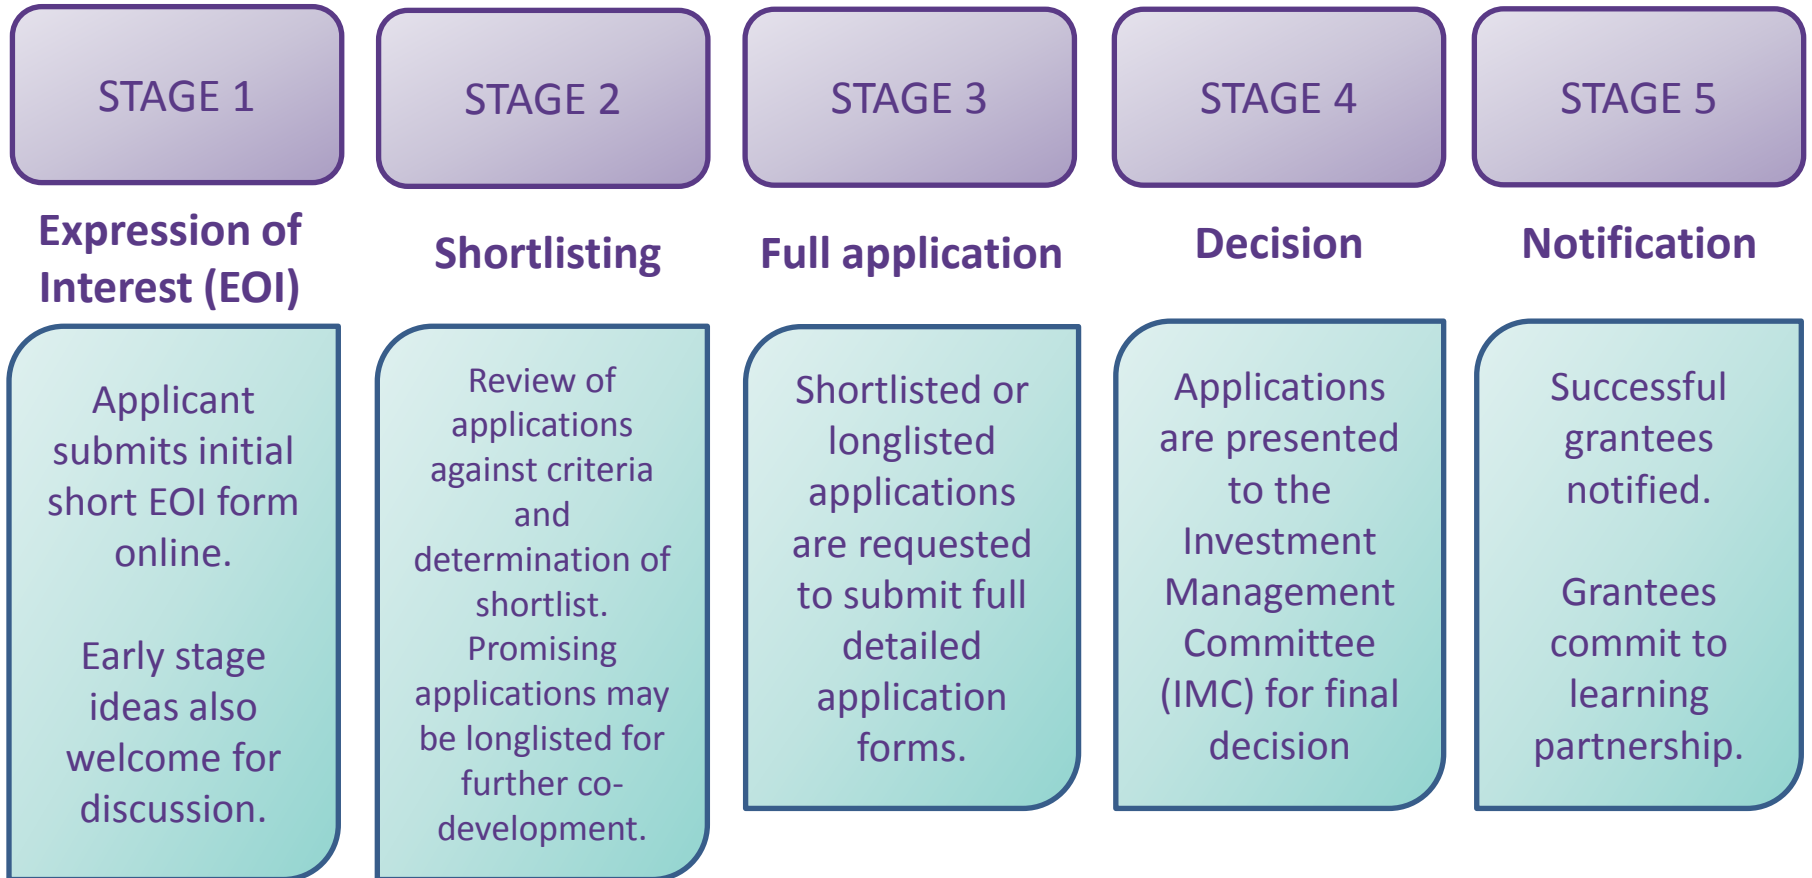 STAGE 1
Expression of
Interest (EOI)
Applicant
submits initial
short EOI form
online.
Early stage
ideas also
welcome for
discussion.
STAGE 2
Shortlisting
Review of
applications
against criteria
and
determination of
shortlist.
Promising
applications may
be longlisted for
further co-
development.
STAGE 3
Full application
Shortlisted or
longlisted
applications
are requested
to submit full
detailed
application
forms.
STAGE 4
Decision
Applications
are presented
to the
Investment
Management
Committee
(IMC) for final
decision
STAGE 5
Notification
Successful
grantees
notified.
Grantees
commit to
learning
partnership.